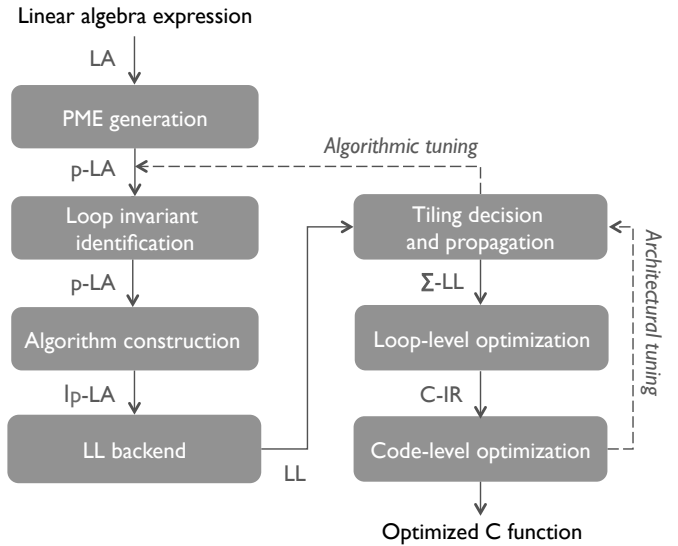 Linear algebra expression
LA
PME generation
p-LA
Loop invariant
identification
p-LA
Algorithm construction
lp-LA
LL backend
LL
Algorithmic tuning
Tiling decision
and propagation
Σ-LL
Loop-level optimization
C-IR
Code-level optimization
Architectural tuning
Optimized C function